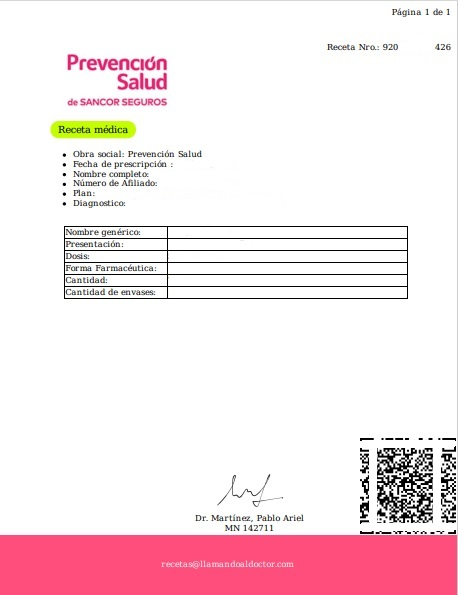 Página 1 de 1
Receta Nro.: 920 426
Prevención
Salud
de SANCOR SEGUROS
Receta médica
Obra social: Prevención Salud
Fecha de prescripción :
Nombre completo:
Número de Afiliado:
Plan:
Diagnostico:
Nombre genérico:
Presentación:
Dosis:
Forma Farmacéutica:
Cantidad:
Cantidad de envases:
Dr. Martínez, Pablo Ariel
MN 142711
recetas@llamandoaldoctor.com